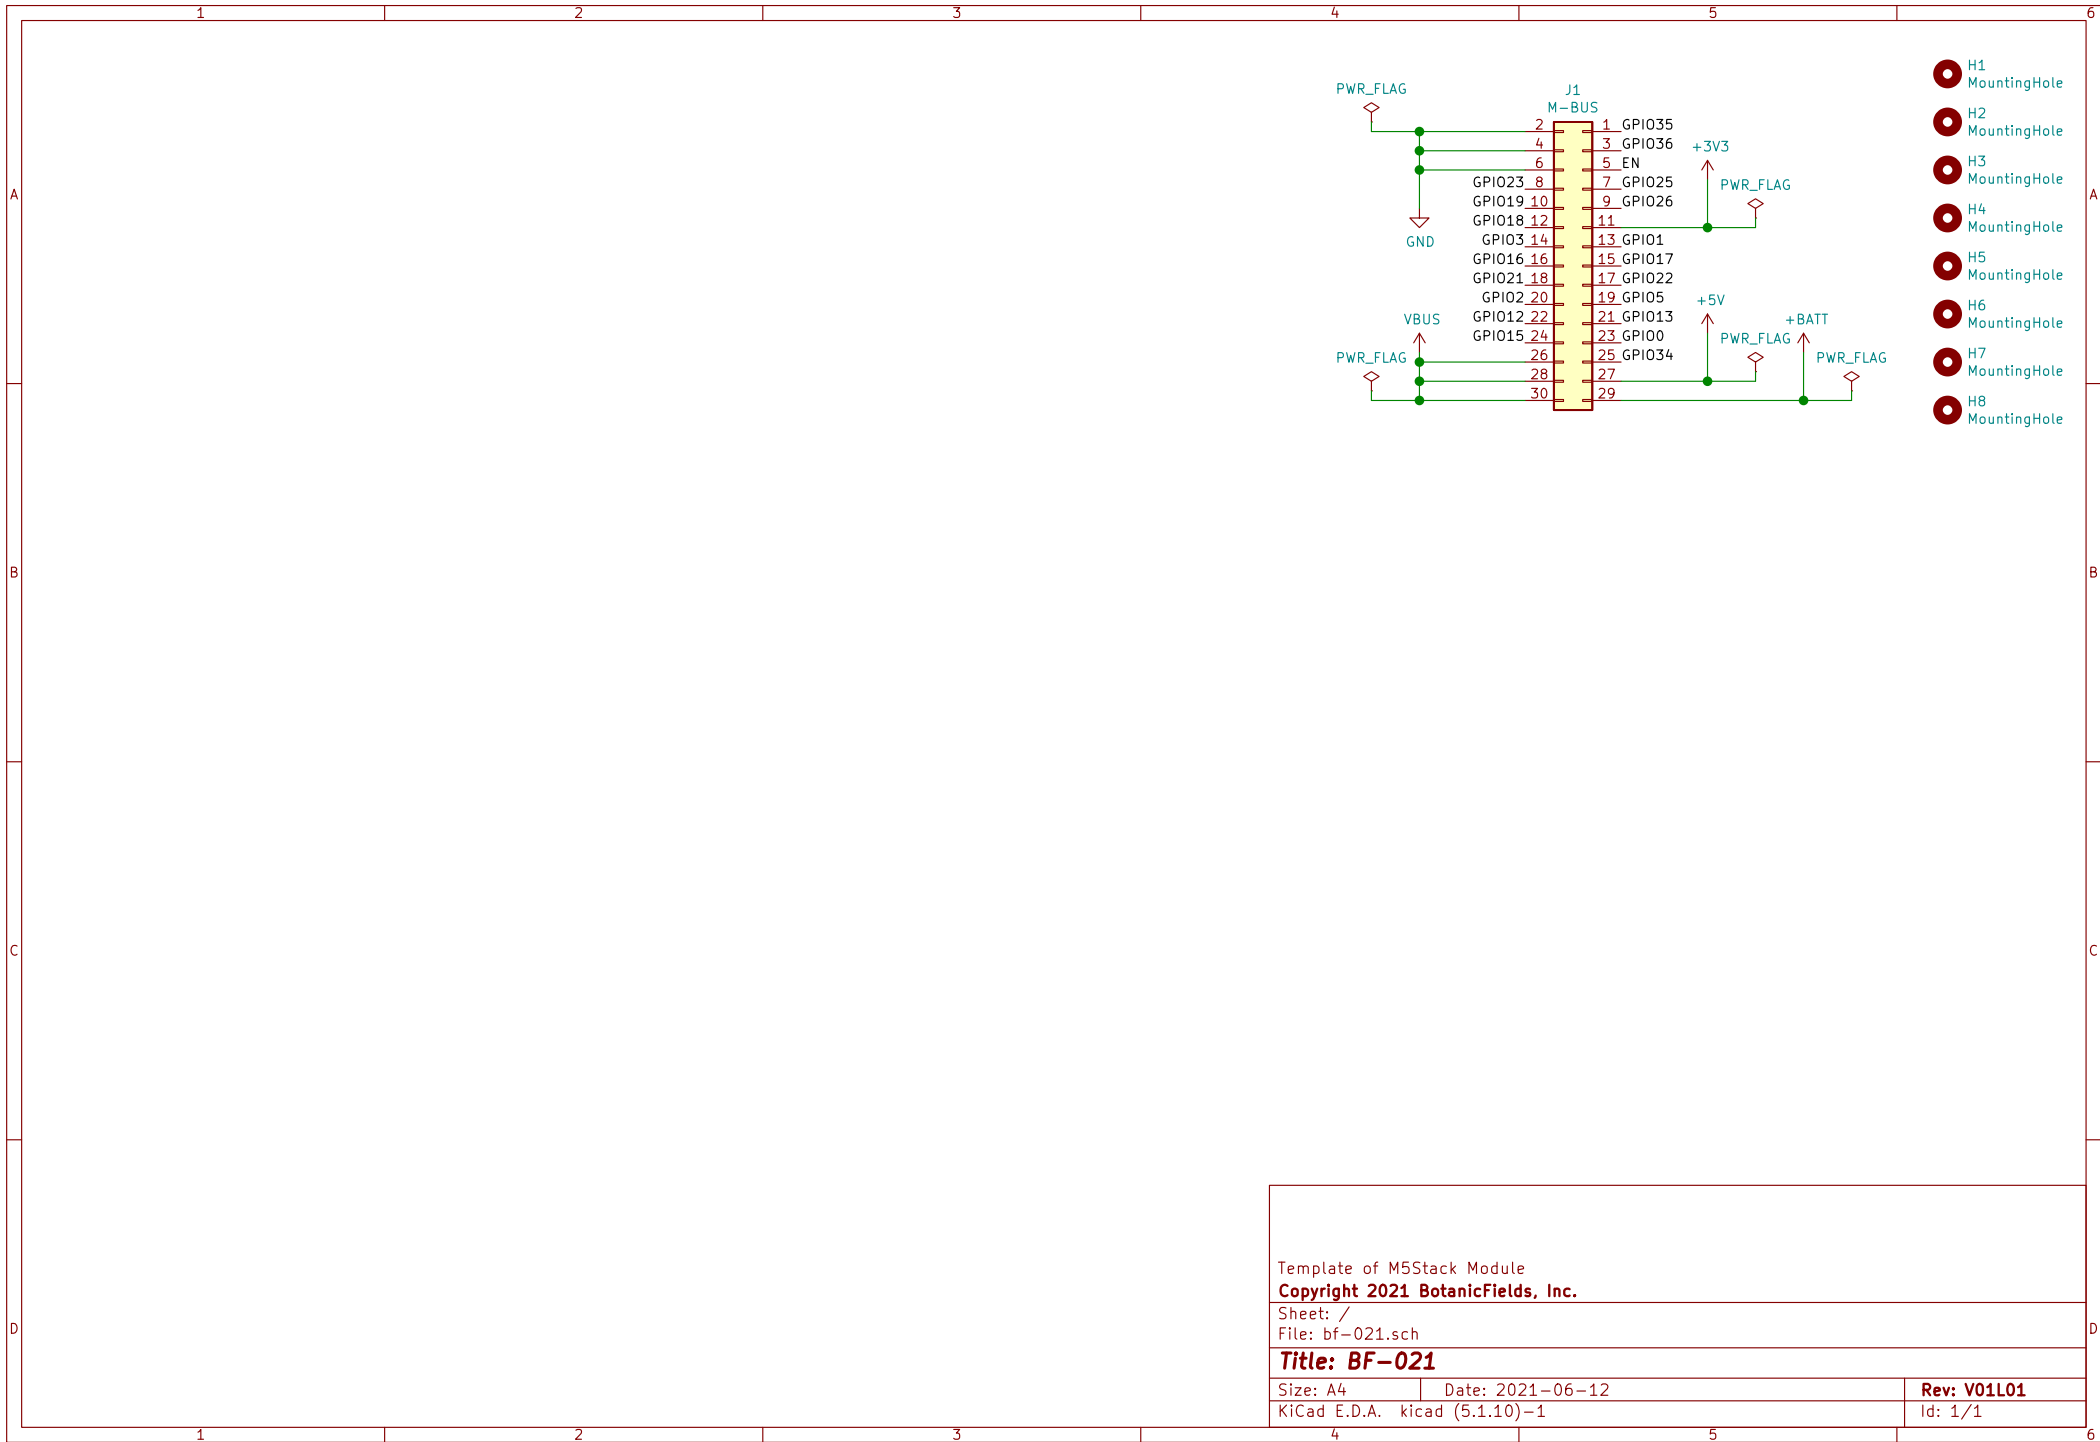 1 2 3 4 5 6
H1
MountingHole
PWR_FLAG
J1
M-BUS
H2
MountingHole
2 1 GPIO35
4 3 GPIO36
+3V3
6 5 EN
H3
MountingHole
GPIO23 8 7 GPIO25
PWR_FLAG
A A
GPIO19 10 9 GPIO26
H4
MountingHole
GPIO18 12 11
GND
GPIO3 14 13 GPIO1
GPIO16 16 15 GPIO17
H5
MountingHole
GPIO21 18 17 GPIO22
GPIO2 20 19 GPIO5
+5V
H6
MountingHole
GPIO12 22 21 GPIO13
VBUS
+BATT
GPIO15 24 23 GPIO0
PWR_FLAG
26 25 GPIO34
PWR_FLAG
PWR_FLAG
H7
MountingHole
28 27
30 29
H8
MountingHole
B B
C C
Template of M5Stack Module
Copyright 2021 BotanicFields, Inc.
Sheet: /
D D
File: bf-021.sch
Title: BF-021
Size: A4 Date: 2021-06-12 Rev: V01L01
KiCad E.D.A. kicad (5.1.10)-1 Id: 1/1
1 2 3 4 5 6